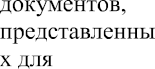 документов,
представленны
х для